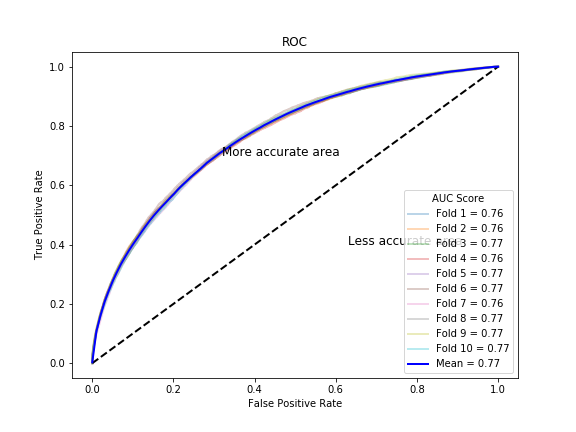 ROC
True Positive Rate
1.0
0.8
0.6
0.4
0.2
0.0
More accurate area
Less accurate area
AUC Score
Fold 1 = 0.76
Fold 2 = 0.76
Fold 3 = 0.77
Fold 4 = 0.76
Fold 5 = 0.77
Fold 6 = 0.77
Fold 7 = 0.76
Fold 8 = 0.77
Fold 9 = 0.77
Fold 10 = 0.77
Mean = 0.77
0.0 0.2 0.4 0.6 0.8 1.0
False Positive Rate